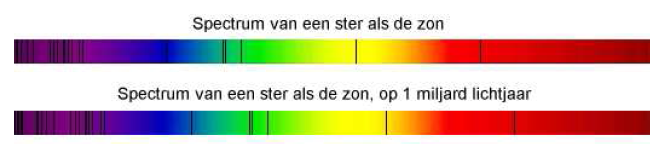 Spectrum van een ster als de zon
Spectrum van een ster als de zon, op 1 miljard lichtjaar